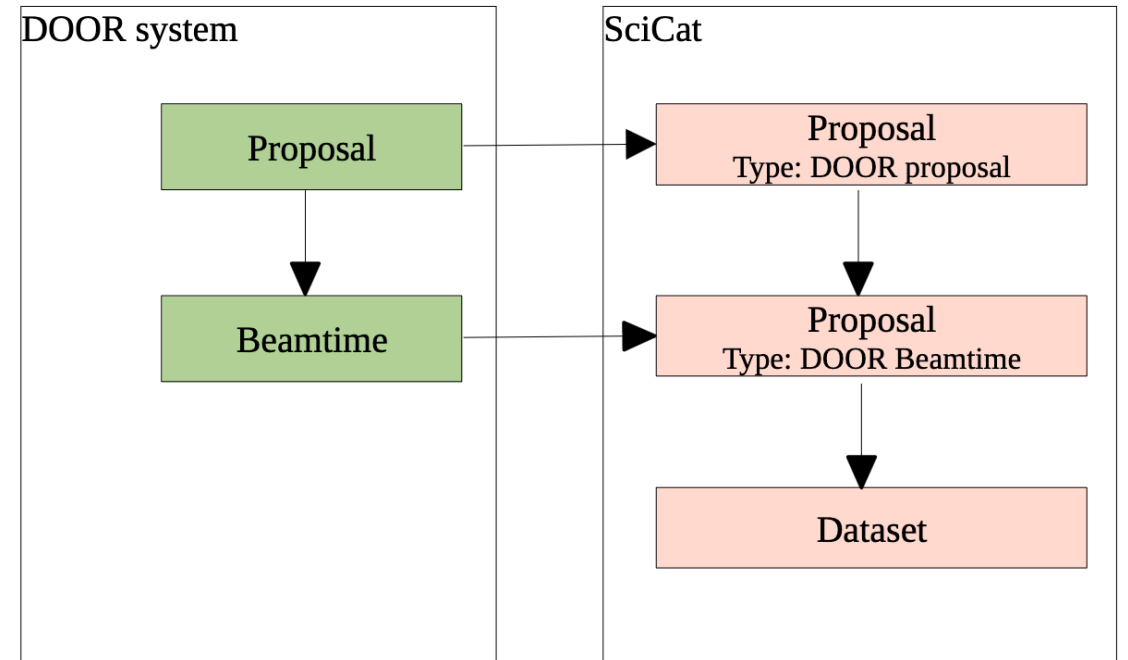 DOOR system
Proposal
Beamtime
SciCat
Proposal
Type: DOOR proposal
Proposal
Type: DOOR Beamtime
Dataset